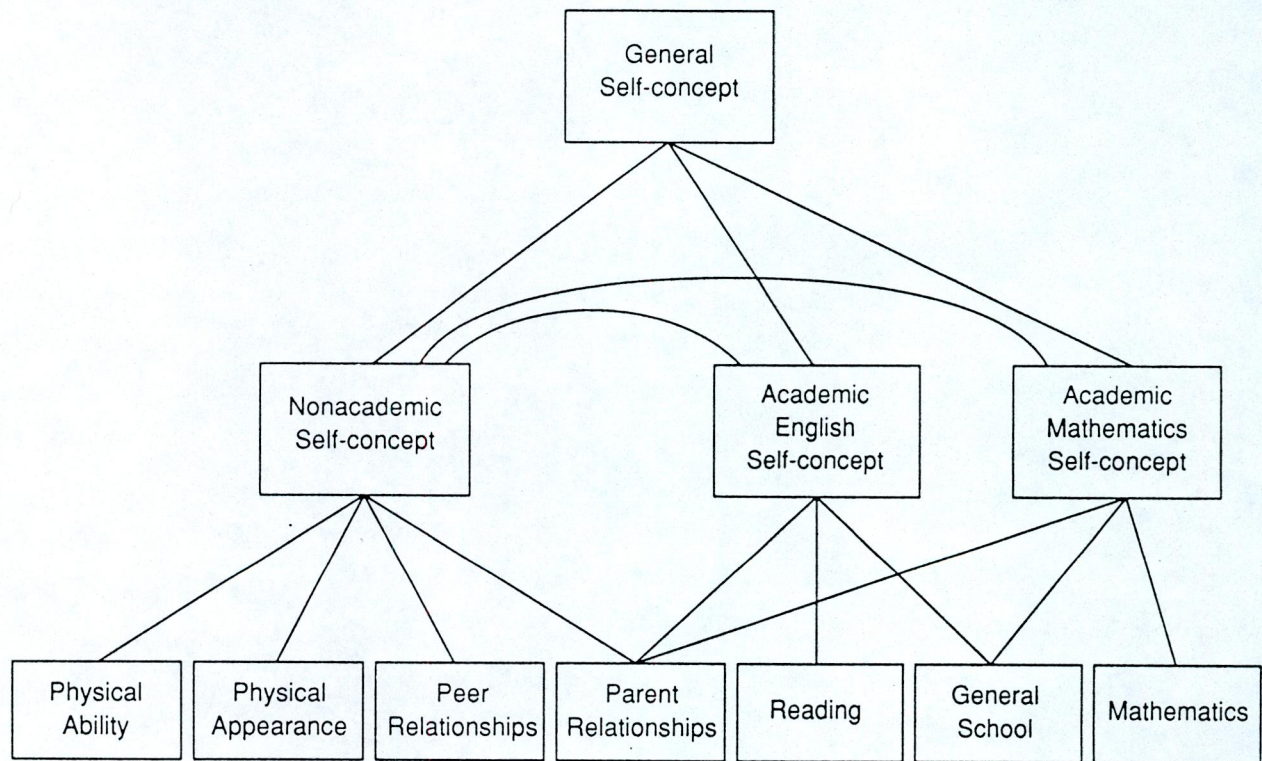 General
Self-concept
Nonacademic
Self-concept
Academic
English
Self-concept
Academic
Mathematics
Self-concept
Physical
Ability
Physical
Appearance
Peer
Relationships
Parent
Relationships
Reading
General
School
Mathematics